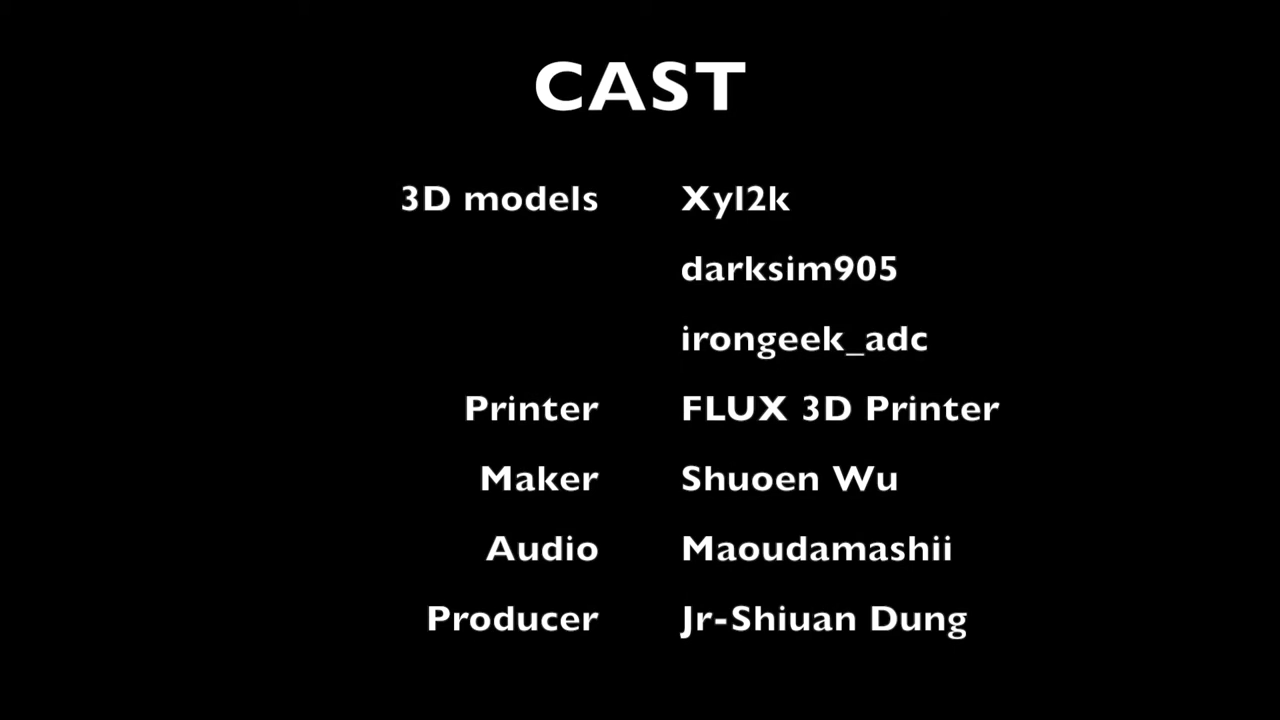 CAST
3D models Xyl2k
darksim905
irongeek_adc
Printer FLUX 3D Printer
Maker Shuoen Wu
Audio Maoudamashii
Producer Jr-Shiuan Dung